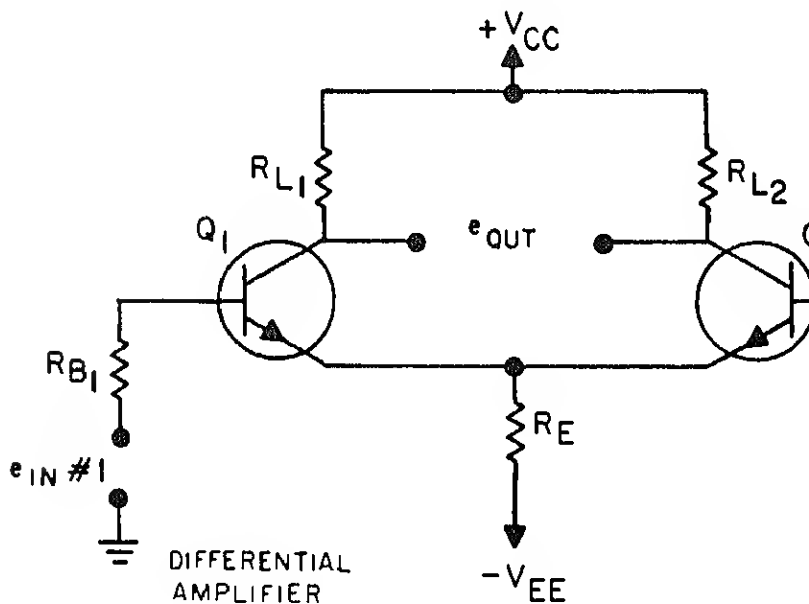 +VCC
RL1
RL2
Q1
eOUT
RB1
RE
eIN #1
DIFFERENTIAL
AMPLIFIER
-VEE